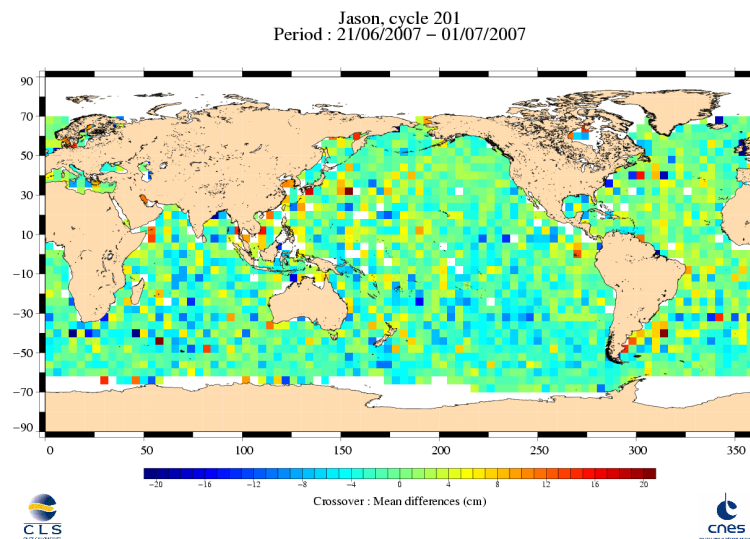 Jason, cycle 201
Period : 21/06/2007 − 01/07/2007
90
70
50
30
10
−10
−30
−50
−70
−90
0 50 100 150 200 250 300 350
−20 −16 −12 −8 −4 0 4 8 12 16 20
Crossover : Mean differences (cm)
CLS
cnes